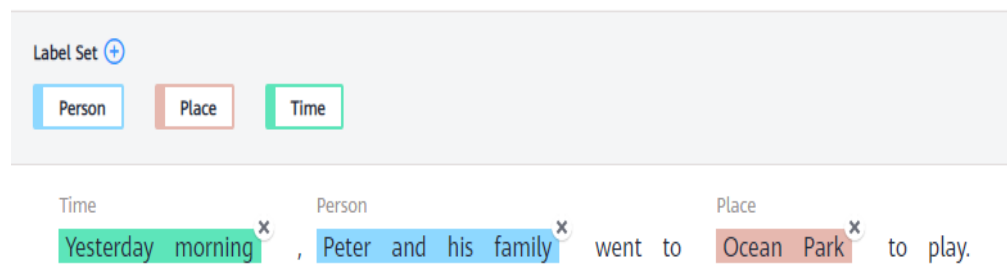 Label Set
Person Place Time
Time Person Place
Yesterday morning , Peter and his family went to Ocean Park to play.